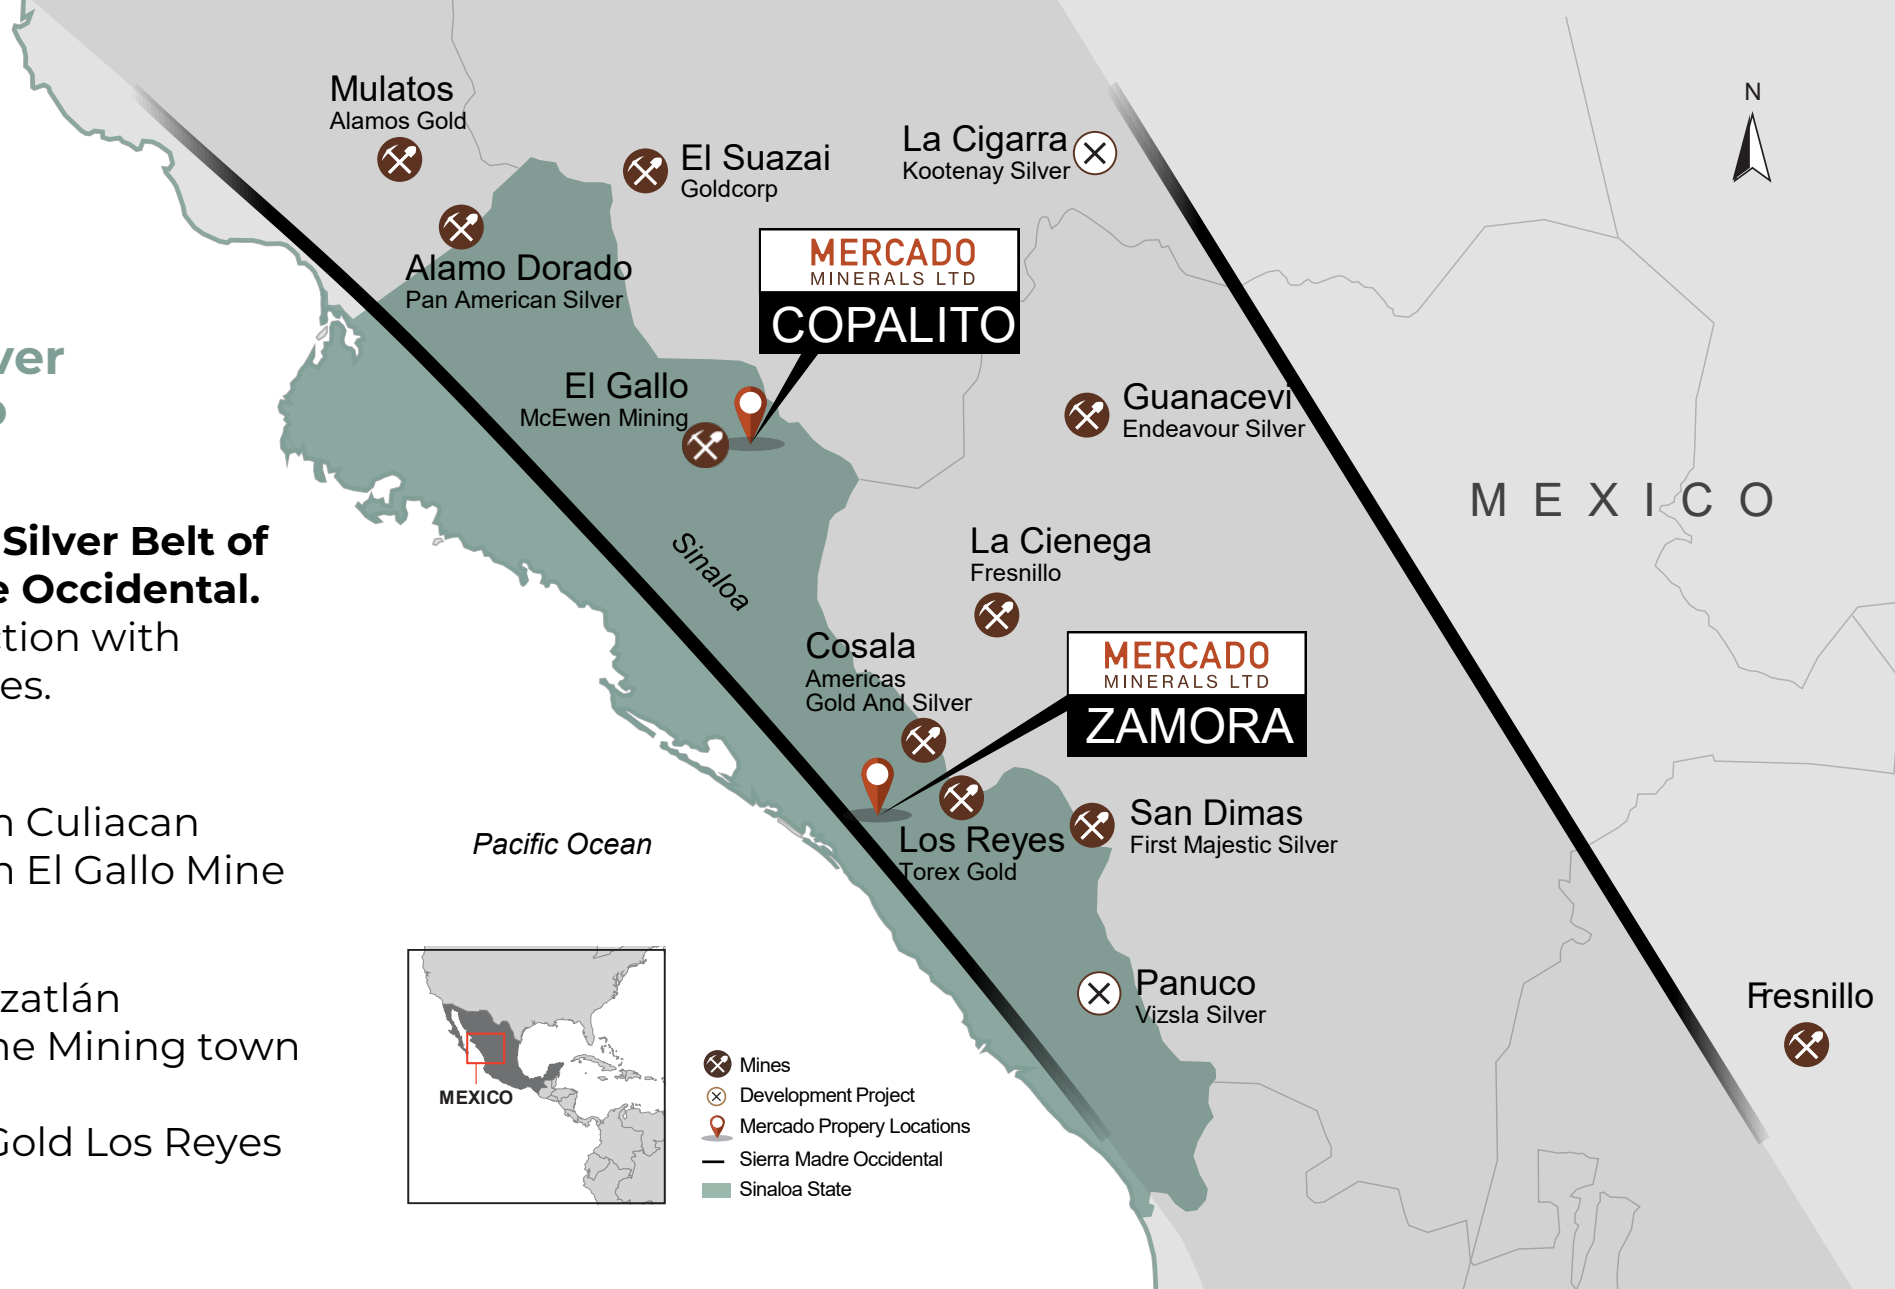 ver
Silver Belt of
e Occidental.
ction with
es.
n Culiacan
n El Gallo Mine
zatlán
ne Mining town
Gold Los Reyes
Mulatos
Alamos Gold
El Suazai
Goldcorp
La Cigarra
Kootenay Silver
N
Alamo Dorado
Pan American Silver
MERCADO
MINERALS LTD
COPALITO
El Gallo
McEwen Mining
Guanacevi
Endeavour Silver
MEXICO
Sinaloa
La Cienega
Fresnillo
Cosala
Americas
Gold And Silver
MERCADO
MINERALS LTD
ZAMORA
Los Reyes
Torex Gold
San Dimas
First Majestic Silver
Pacific Ocean
Panuco
Vizsla Silver
Fresnillo
MEXICO
Mines
Development Project
Mercado Propery Locations
Sierra Madre Occidental
Sinaloa State